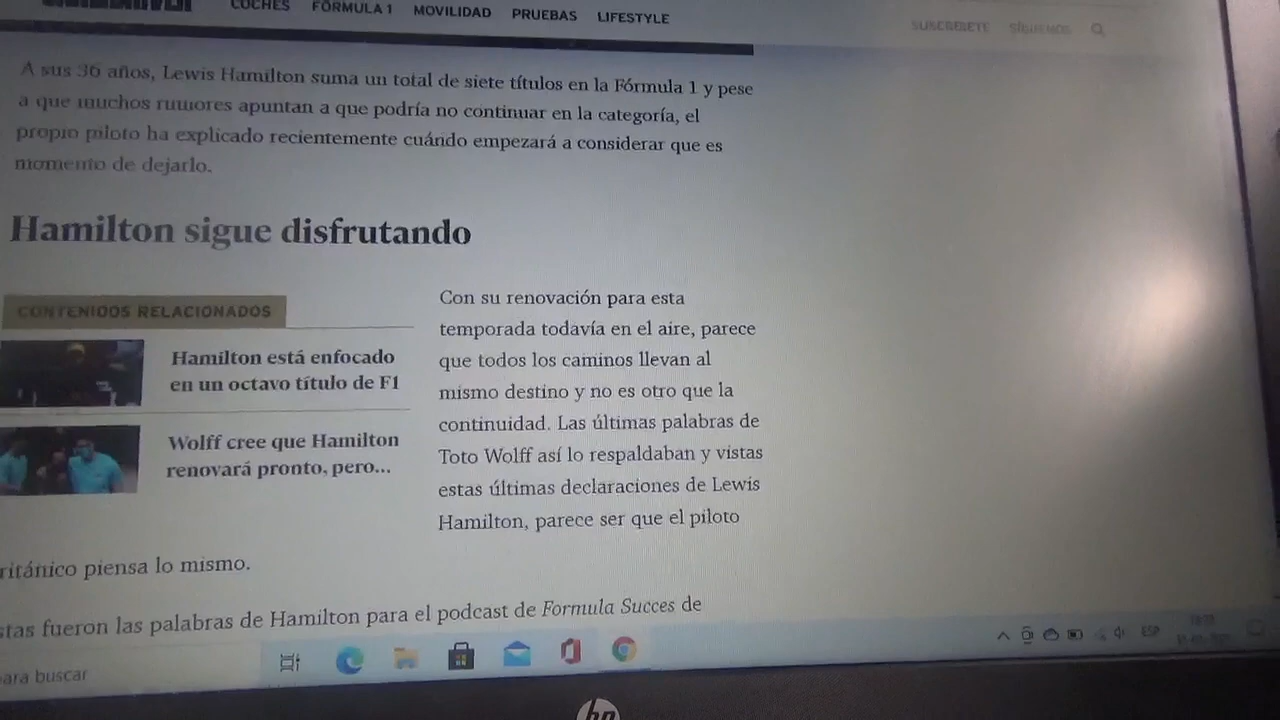 COCHES FÓRMULA 1 MOVILIDAD PRUEBAS LIFESTYLE
SUSCRÍBETE SÍGUENOS
A sus 36 años, Lewis Hamilton suma un total de siete títulos en la Fórmula 1 y pese
a que muchos rumores apuntan a que podría no continuar en la categoría, el
propio piloto ha explicado recientemente cuándo empezará a considerar que es
momento de dejarlo.
Hamilton sigue disfrutando
CONTENIDOS RELACIONADOS
Hamilton está enfocado
en un octavo título de F1
Wolff cree que Hamilton
renovará pronto, pero...
Con su renovación para esta
temporada todavía en el aire, parece
que todos los caminos llevan al
mismo destino y no es otro que la
continuidad. Las últimas palabras de
Toto Wolff así lo respaldaban y vistas
estas últimas declaraciones de Lewis
Hamilton, parece ser que el piloto
ritánico piensa lo mismo.
stas fueron las palabras de Hamilton para el podcast de Formula Succes de
ara buscar
ESP
hp